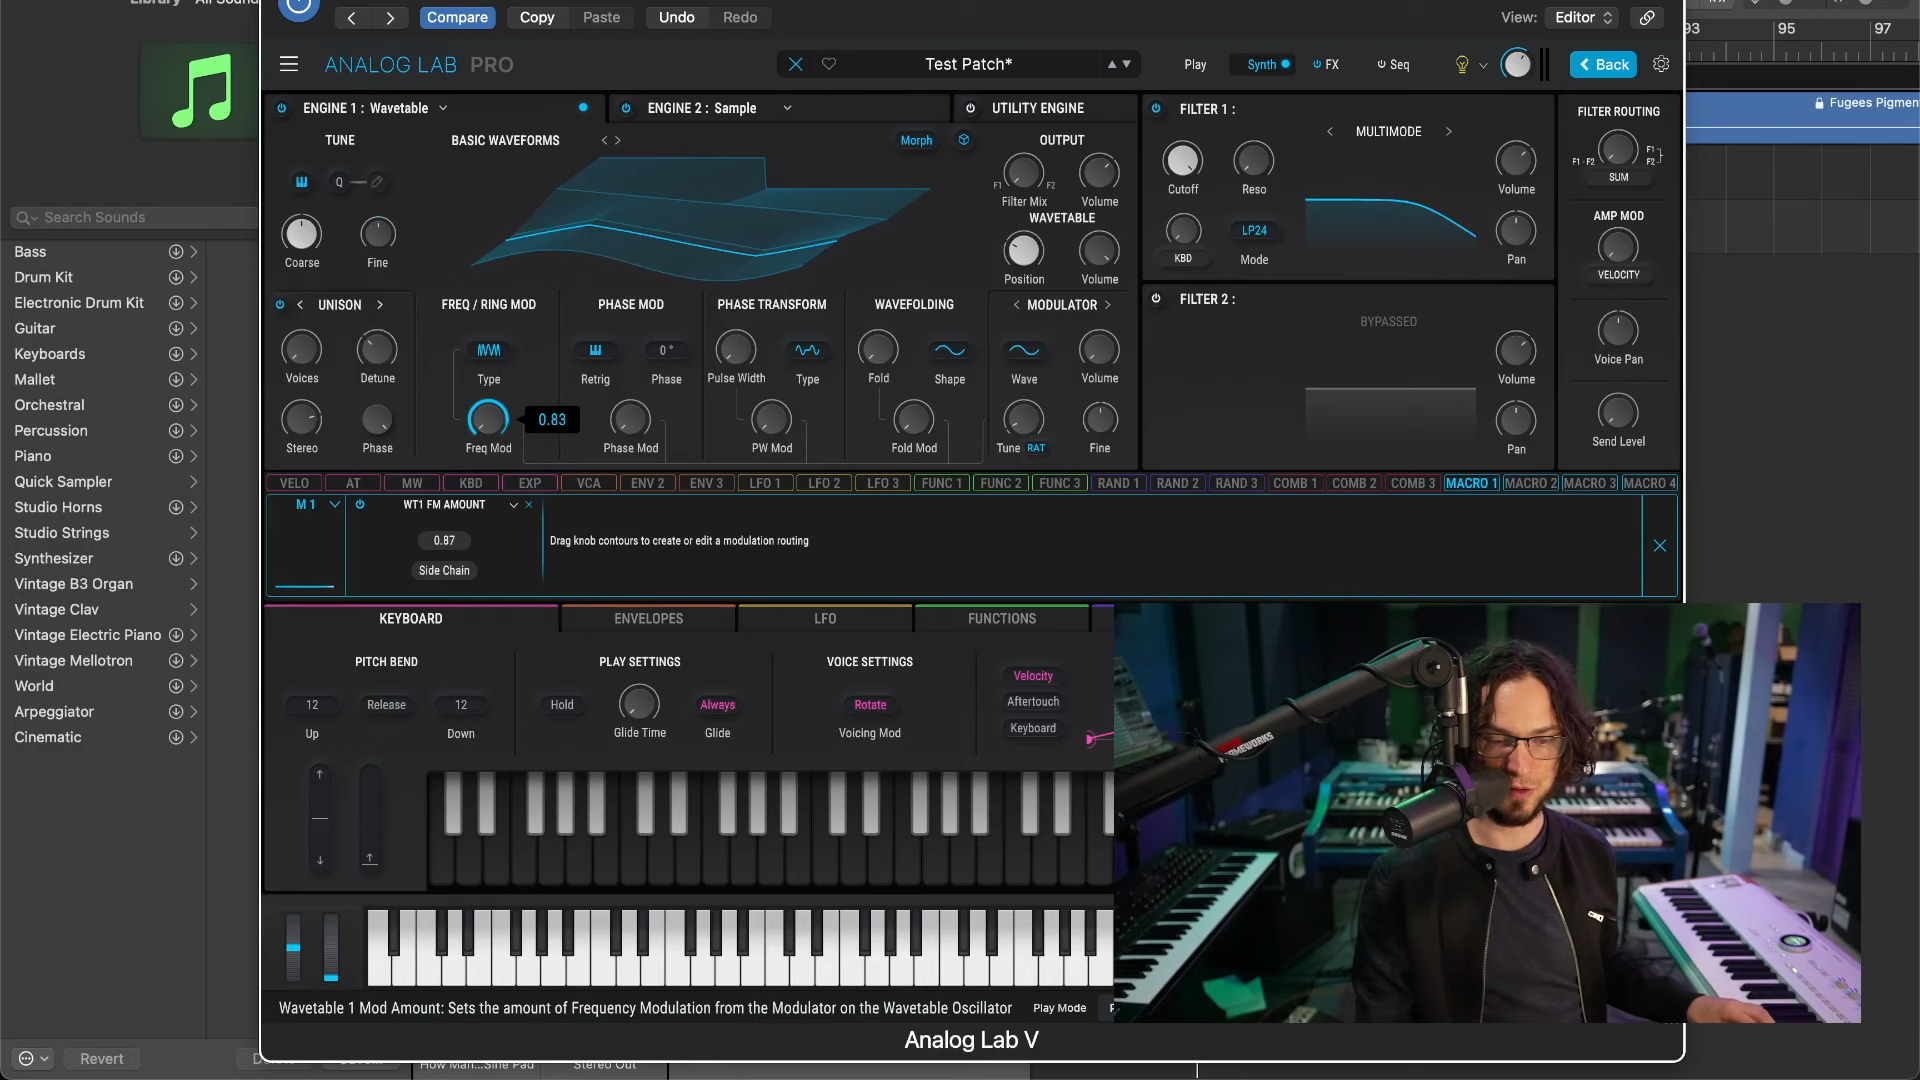 Compare
Copy
Paste
Undo
Redo
View:
Editor
93
95
97
ANALOG LAB PRO
Test Patch*
Play
Synth
FX
Seq
Back
Fugees Pigmen
ENGINE 1 : Wavetable
ENGINE 2 : Sample
UTILITY ENGINE
FILTER 1 :
FILTER ROUTING
TUNE
BASIC WAVEFORMS
Morph
OUTPUT
MULTIMODE
Q
F1
F2
Filter Mix
Volume
Cutoff
Reso
Volume
F1 - F2
F1
F2
SUM
WAVETABLE
AMP MOD
Search Sounds
Coarse
Fine
Position
Volume
KBD
LP24
Mode
Pan
VELOCITY
Bass
Drum Kit
Electronic Drum Kit
Guitar
Keyboards
Mallet
Orchestral
Percussion
Piano
Quick Sampler
Studio Horns
Studio Strings
Synthesizer
Vintage B3 Organ
Vintage Clav
Vintage Electric Piano
Vintage Mellotron
World
Arpeggiator
Cinematic
UNISON
FREQ / RING MOD
PHASE MOD
PHASE TRANSFORM
WAVEFOLDING
MODULATOR
FILTER 2 :
BYPASSED
0 °
Voices
Detune
Type
Retrig
Phase
Pulse Width
Type
Fold
Shape
Wave
Volume
Volume
Voice Pan
0.83
Stereo
Phase
Freq Mod
Phase Mod
PW Mod
Fold Mod
Tune RAT
Fine
Pan
Send Level
VELO
AT
MW
KBD
EXP
VCA
ENV 2
ENV 3
LFO 1
LFO 2
LFO 3
FUNC 1
FUNC 2
FUNC 3
RAND 1
RAND 2
RAND 3
COMB 1
COMB 2
COMB 3
MACRO 1
MACRO 2
MACRO 3
MACRO 4
M 1
WT1 FM AMOUNT
0.87
Side Chain
Drag knob contours to create or edit a modulation routing
KEYBOARD
ENVELOPES
LFO
FUNCTIONS
PITCH BEND
PLAY SETTINGS
VOICE SETTINGS
Velocity
Aftertouch
Keyboard
12
Release
12
Hold
Always
Rotate
Up
Down
Glide Time
Glide
Voicing Mod
Wavetable 1 Mod Amount: Sets the amount of Frequency Modulation from the Modulator on the Wavetable Oscillator
Play Mode
Analog Lab V
Revert
How Man...Sine Pad
Stereo Out